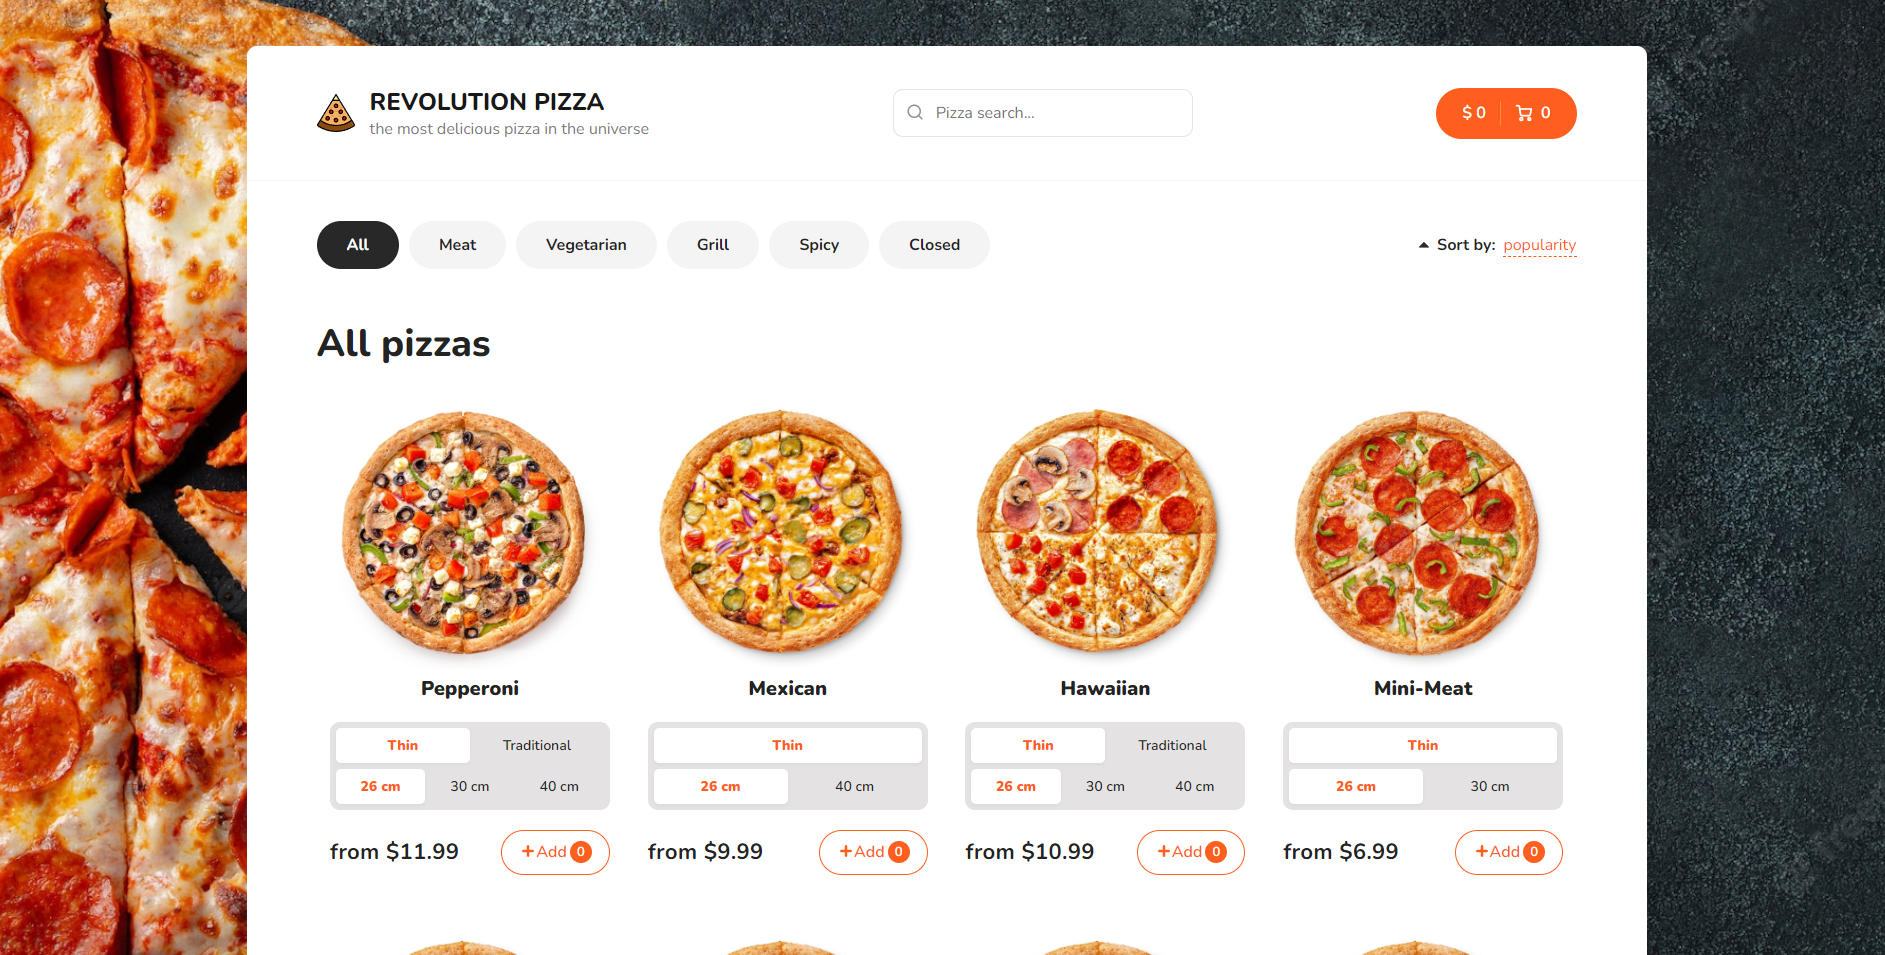 REVOLUTION PIZZA
the most delicious pizza in the universe
Pizza search...
$ 0 0
All Meat Vegetarian Grill Spicy Closed
Sort by: popularity
All pizzas
Pepperoni
Thin Traditional
26 cm 30 cm 40 cm
from $11.99 +Add 0
Mexican
Thin
26 cm 40 cm
from $9.99 +Add 0
Hawaiian
Thin Traditional
26 cm 30 cm 40 cm
from $10.99 +Add 0
Mini-Meat
Thin
26 cm 30 cm
from $6.99 +Add 0